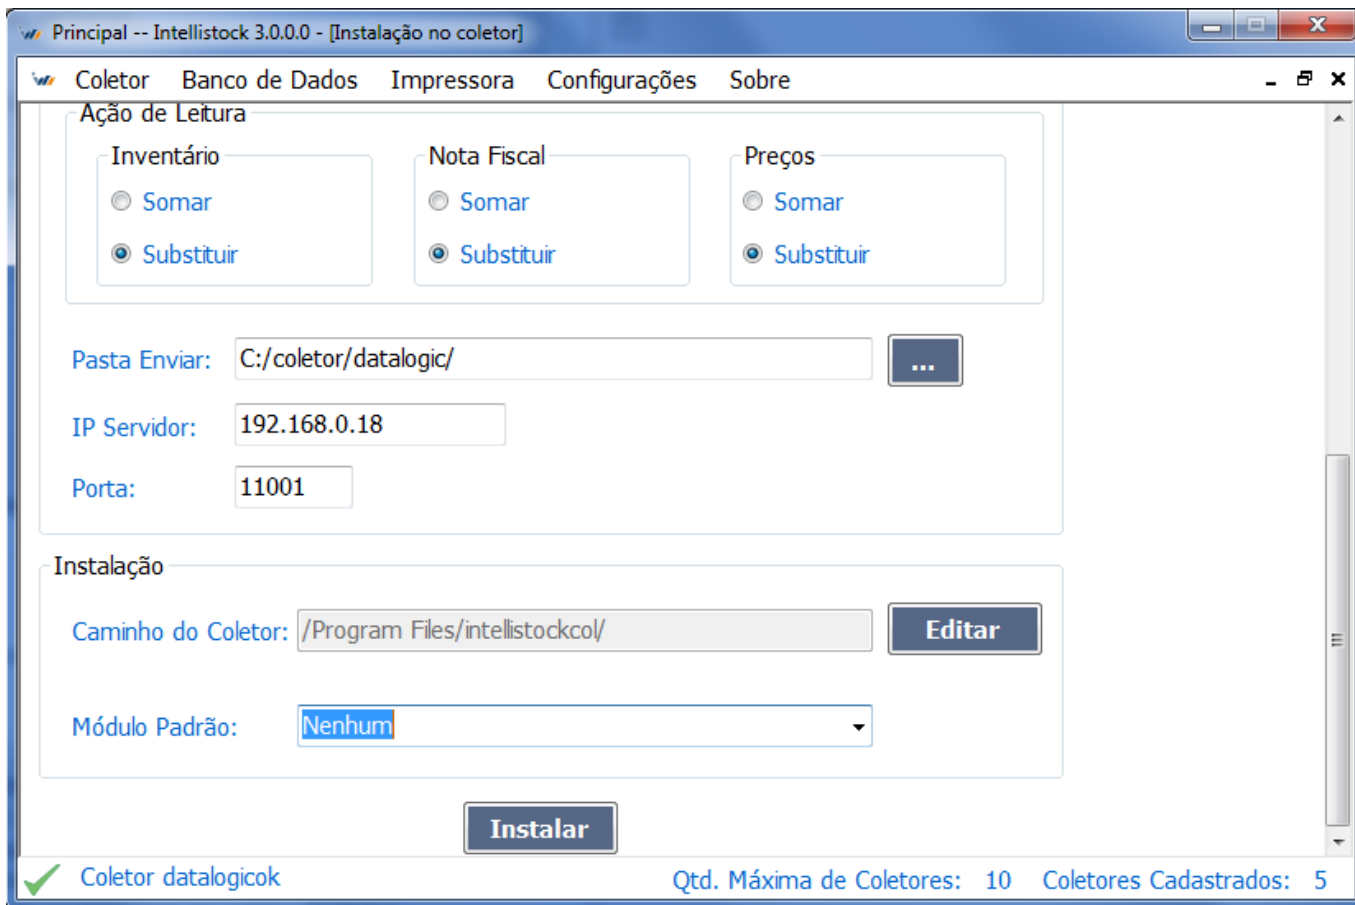 Principal -- Intellistock 3.0.0.0 - [Instalação no coletor]
Coletor Banco de Dados Impressora Configurações Sobre
Ação de Leitura
Inventário Nota Fiscal Preços
Somar Somar Somar
Substituir Substituir Substituir
Pasta Enviar: C:/coletor/datalogic/ ...
IP Servidor: 192.168.0.18
Porta: 11001
Instalação
Caminho do Coletor: /Program Files/intellistockcol/ Editar
Módulo Padrão: Nenhum
Instalar
Coletor datalogicok Qtd. Máxima de Coletores: 10 Coletores Cadastrados: 5